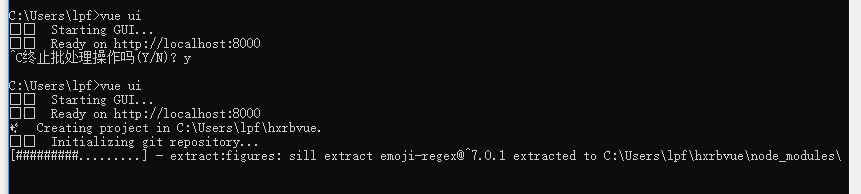 C:\Users\lpf>vue ui
□□  Starting GUI...
□□  Ready on http://localhost:8000
^C终止批处理操作吗(Y/N)? y
C:\Users\lpf>vue ui
□□  Starting GUI...
□□  Ready on http://localhost:8000
✨  Creating project in C:\Users\lpf\hxrbvue.
□□  Initializing git repository...
[#########.........] - extract:figures: sill extract emoji-regex@^7.0.1 extracted to C:\Users\lpf\hxrbvue\node_modules\